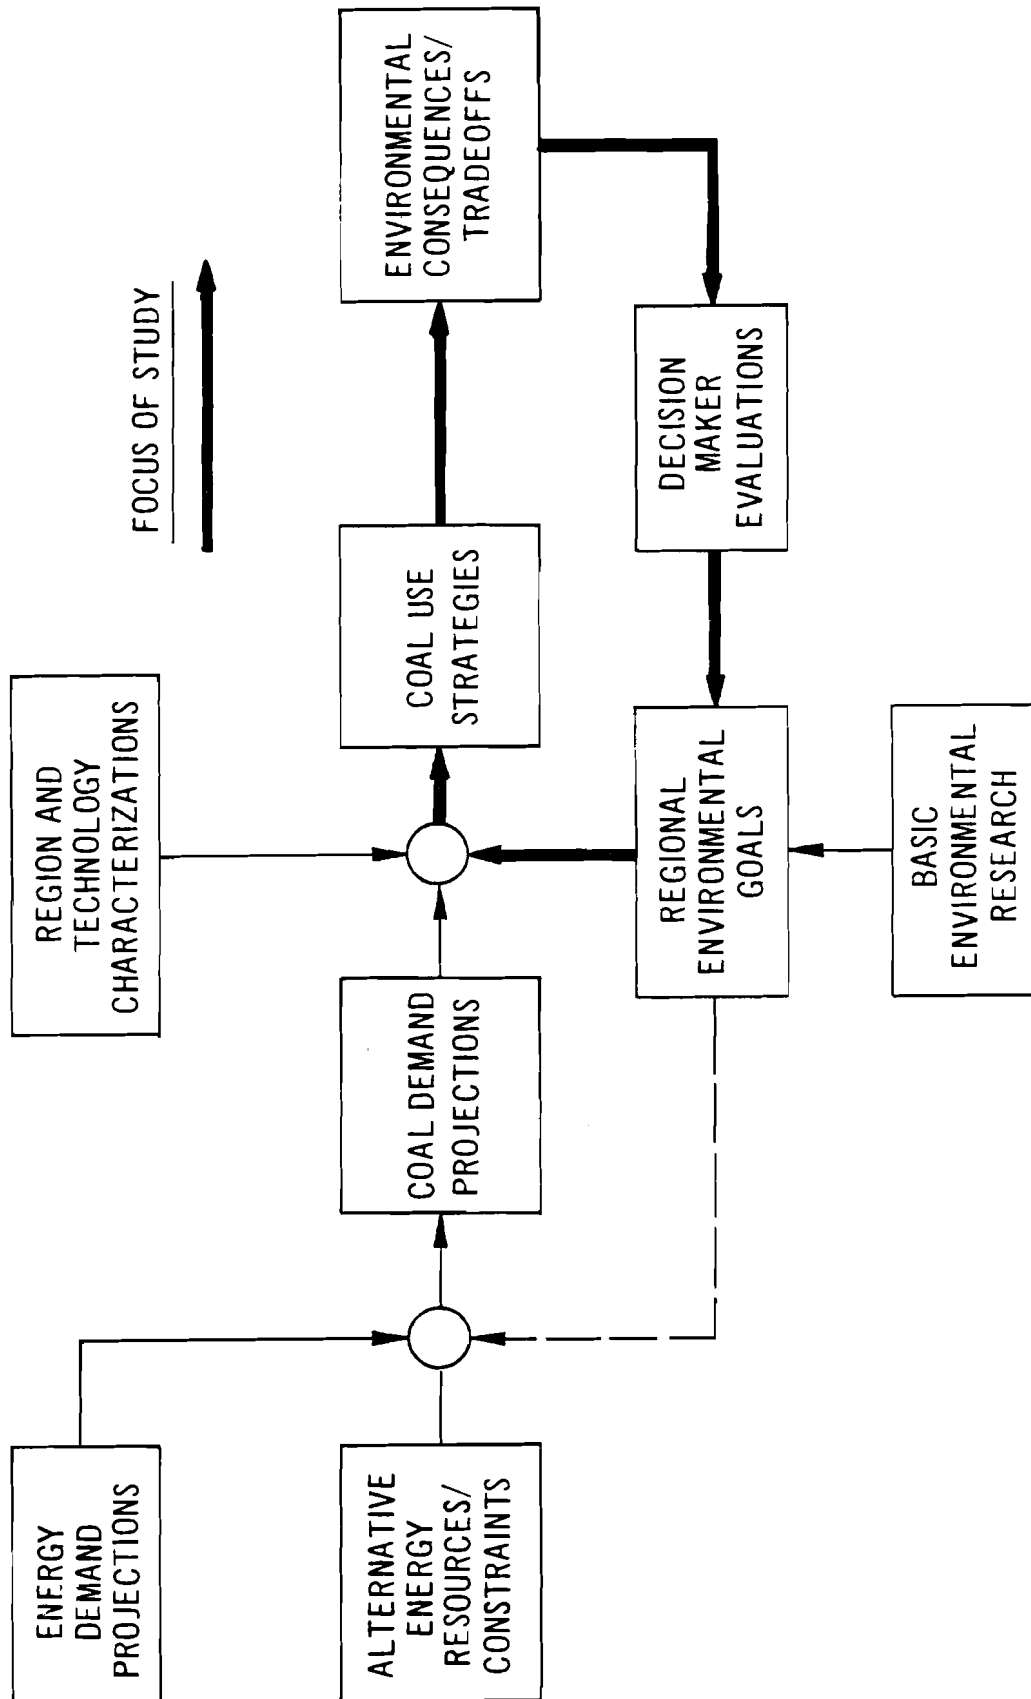 FOCUS OF STUDY
ENERGY
DEMAND
PROJECTIONS
REGION AND
TECHNOLOGY
CHARACTERIZATIONS
ALTERNATIVE
ENERGY
RESOURCES/
CONSTRAINTS
COAL DEMAND
PROJECTIONS
COAL USE
STRATEGIES
ENVIRONMENTAL
CONSEQUENCES/
TRADEOFFS
REGIONAL
ENVIRONMENTAL
GOALS
DECISION
MAKER
EVALUATIONS
BASIC
ENVIRONMENTAL
RESEARCH